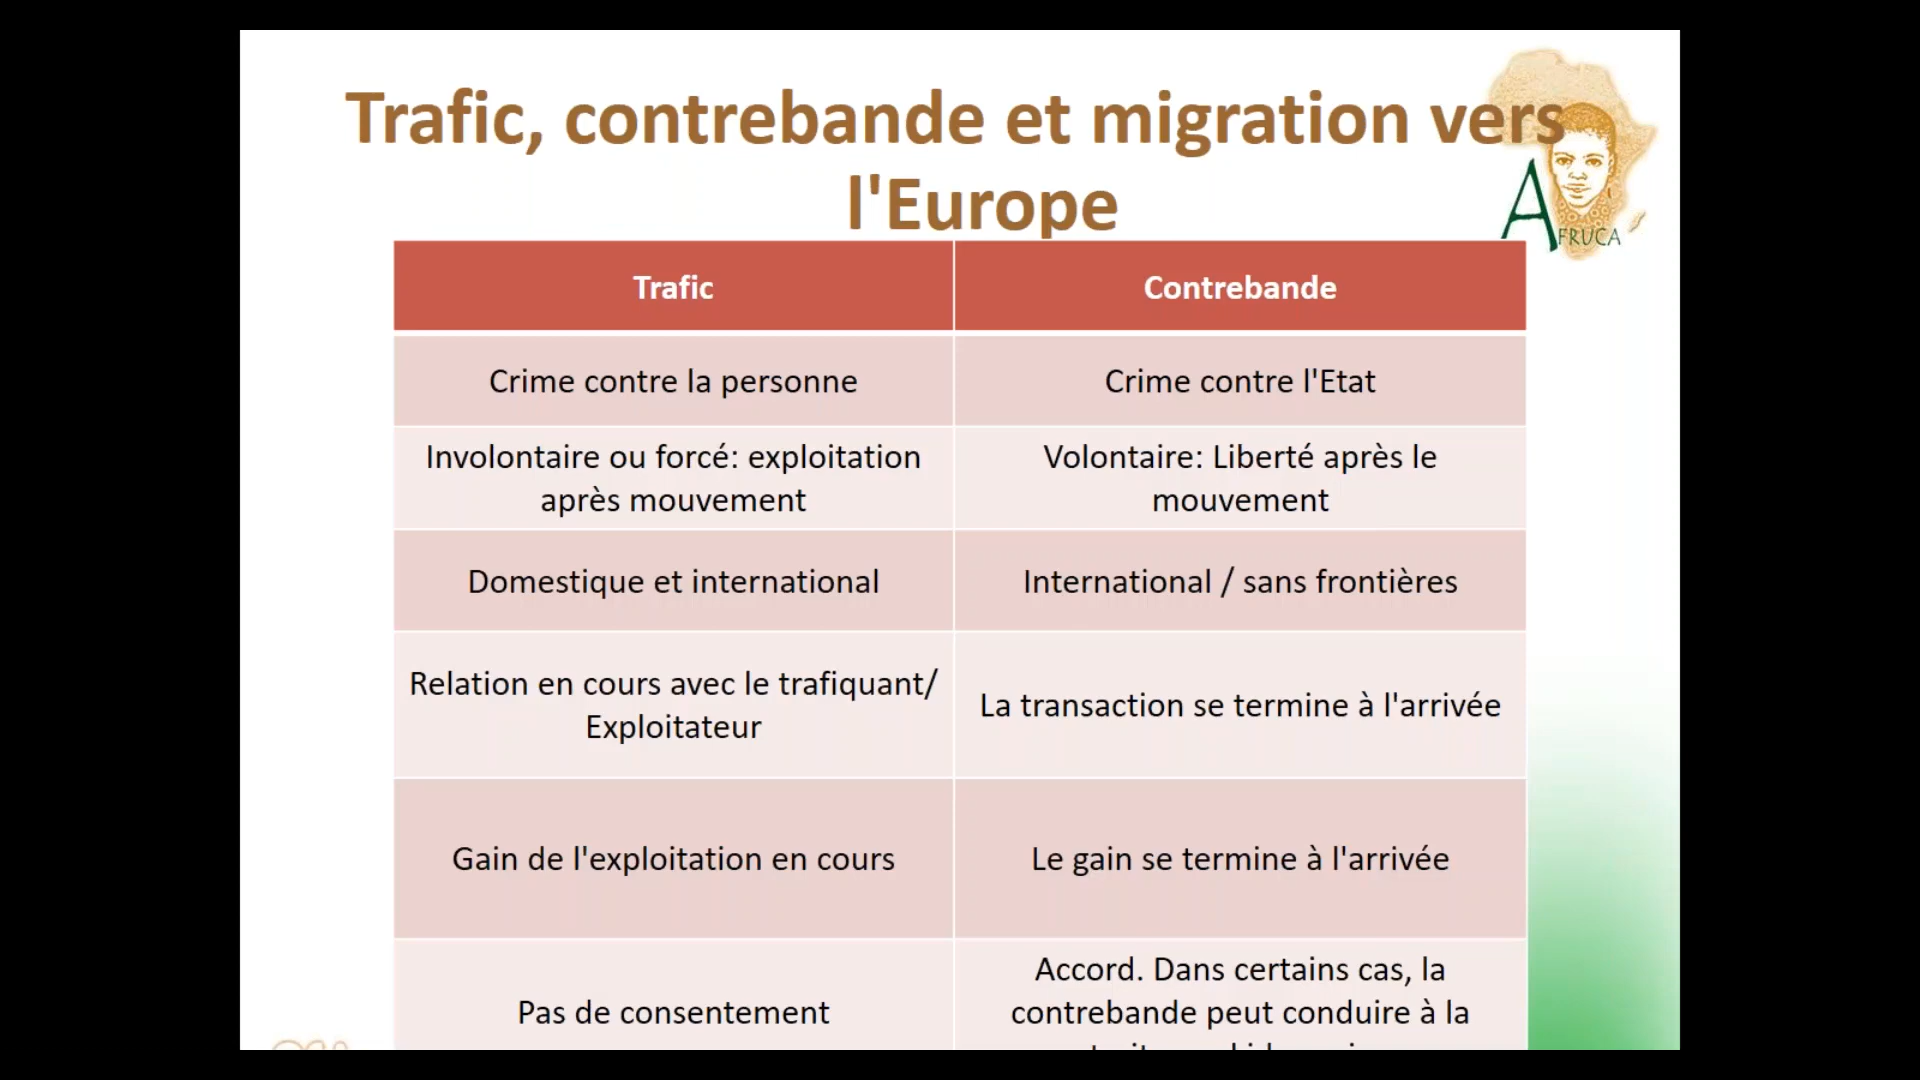 Trafic, contrebande et migration vers
l'Europe
AFRUCA
Trafic
Contrebande
Crime contre la personne
Crime contre l'Etat
Involontaire ou forcé: exploitation
après mouvement
Volontaire: Liberté après le
mouvement
Domestique et international
International / sans frontières
Relation en cours avec le trafiquant/
Exploitateur
La transaction se termine à l'arrivée
Gain de l'exploitation en cours
Le gain se termine à l'arrivée
Pas de consentement
Accord. Dans certains cas, la
contrebande peut conduire à la